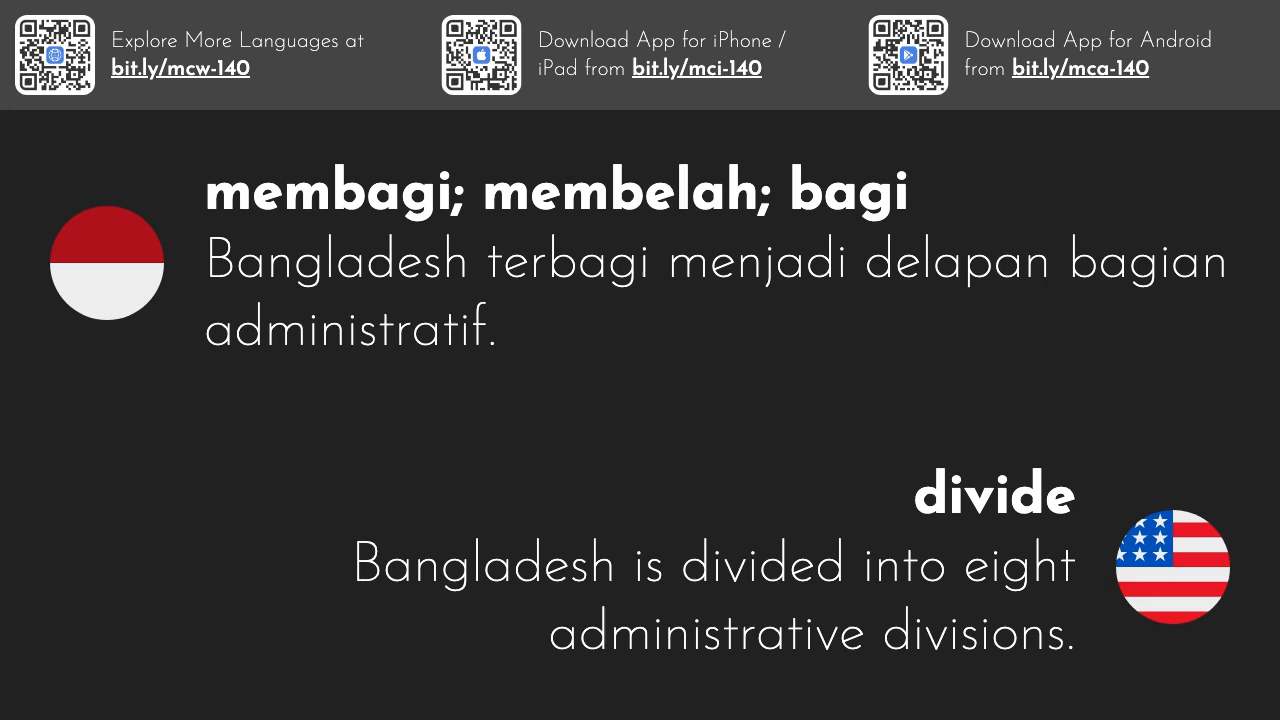 Explore More Languages at
bit.ly/mcw-140
Download App for iPhone /
iPad from bit.ly/mci-140
Download App for Android
from bit.ly/mca-140
membagi; membelah; bagi
Bangladesh terbagi menjadi delapan bagian
administratif.
divide
Bangladesh is divided into eight
administrative divisions.